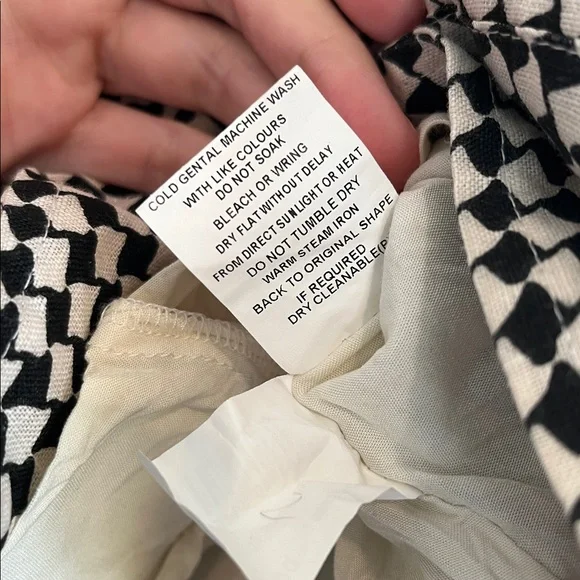 COLD GENTAL MACHINE WASH
WITH LIKE COLOURS
DO NOT SOAK
BLEACH OR WRING
DRY FLAT WITHOUT DELAY
FROM DIRECT SUNLIGHT OR HEAT
DO NOT TUMBLE DRY
WARM STEAM IRON
BACK TO ORIGINAL SHAPE
IF REQUIRED
DRY CLEANABLE(P